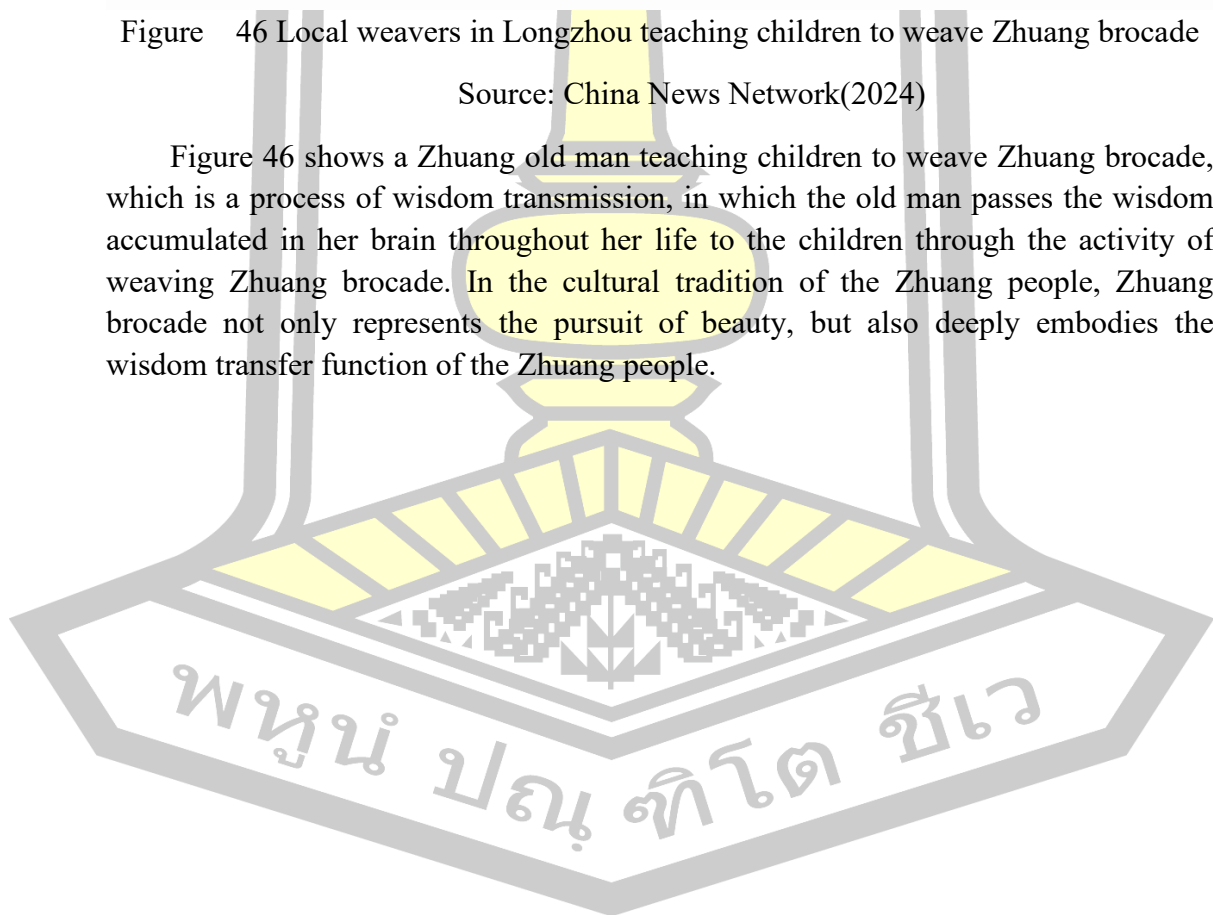 Figure 46 Local weavers in Longzhou teaching children to weave Zhuang brocade
Source: China News Network(2024)
Figure 46 shows a Zhuang old man teaching children to weave Zhuang brocade,
which is a process of wisdom transmission, in which the old man passes the wisdom
accumulated in her brain throughout her life to the children through the activity of
weaving Zhuang brocade. In the cultural tradition of the Zhuang people, Zhuang
brocade not only represents the pursuit of beauty, but also deeply embodies the
wisdom transfer function of the Zhuang people.
พหูนํ ปณฺฑิโต ชีเว